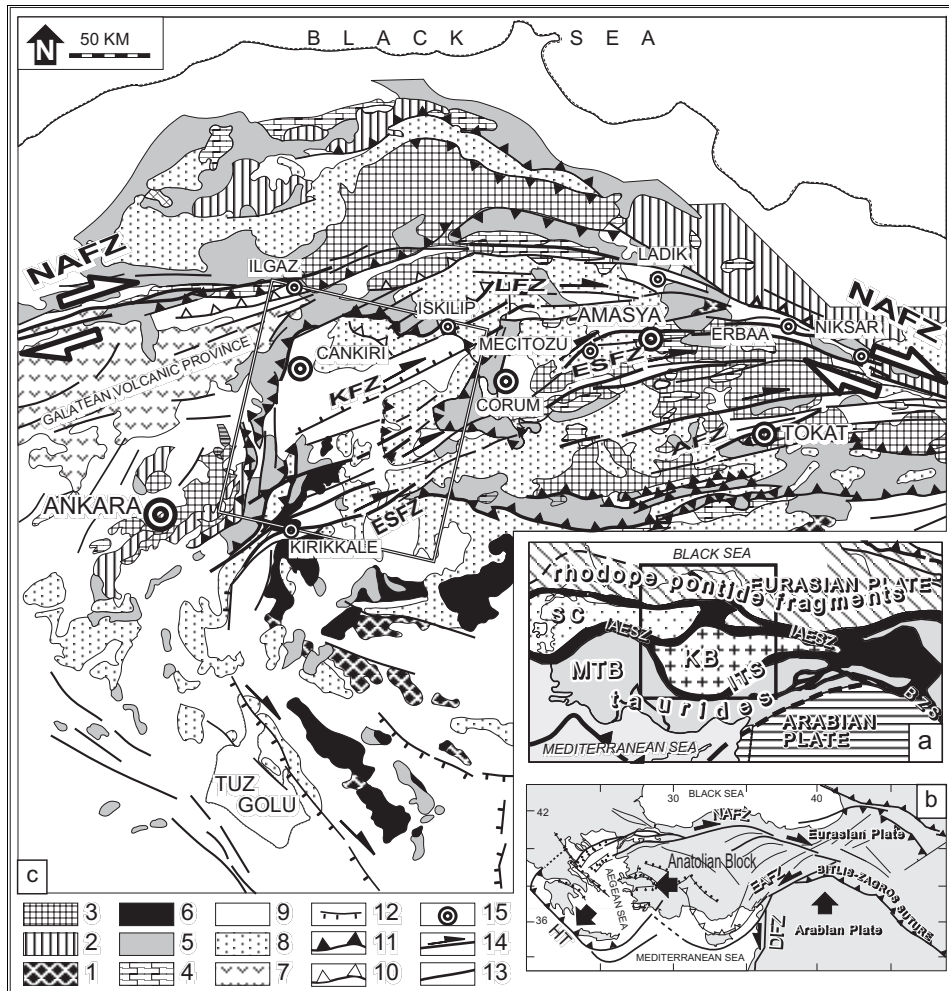 N
50 KM
BLACK SEA
NAFZ
ILGAZ
LADIK
LFZ
ISKILIP
AMASYA
NAFZ
ERBAA
NIKSAR
MECITOZU
ESFZ
GALATEAN VOLCANIC PROVINCE
CANKIRI
KFZ
CORUM
TOKAT
ANKARA
ESFZ
KIRIKKALE
TUZ
GOLU
c
BLACK SEA
rhodope pontide fragments
EURASIAN PLATE
SC
IAESZ
IAESZ
KB
MTB
ITS
taurides
BZS
ARABIAN
PLATE
MEDITERRANEAN SEA
a
42
30
BLACK SEA
40
b
NAFZ
Eurasian Plate
Anatolian Block
AEGEAN SEA
EAFZ
BITLIS-ZAGROS SUTURE
36
HT
DFZ
Arabian Plate
MEDITERRANEAN SEA
3 6 9 12 15
2 5 8 11 14
1 4 7 10 13